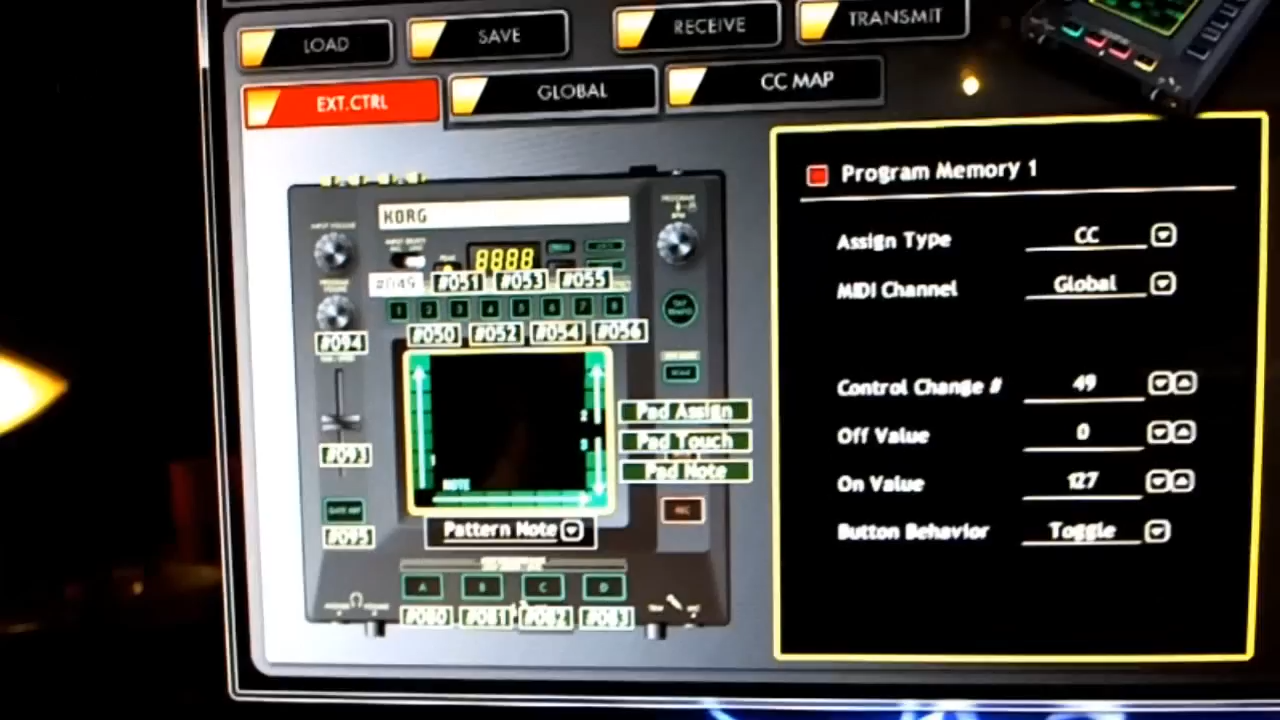 LOAD SAVE RECEIVE TRANSMIT
EXT.CTRL GLOBAL CC MAP
Program Memory 1
Assign Type CC
MIDI Channel Global
Control Change # 49
Off Value 0
On Value 127
Button Behavior Toggle
KORG
8888
#049 #051 #053 #055
1 2 3 4 5 6 7 8
#050 #052 #054 #056
#094
Pad Assign
Pad Touch
Pad Note
#093
NOTE
REC
#095
Pattern Note
A B C D
#080 #081 #082 #083